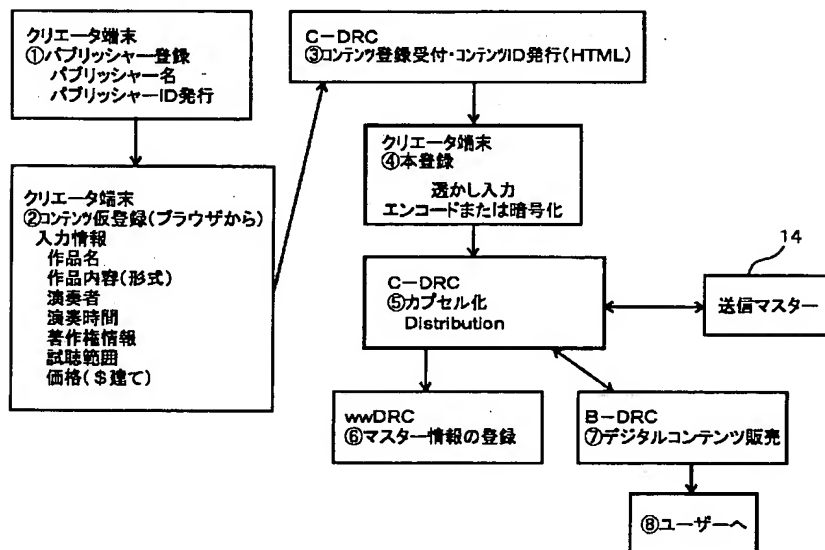 クリエータ端末
①パブリッシャー登録
パブリッシャー名
パブリッシャーID発行
クリエータ端末
②コンテンツ仮登録(ブラウザから)
入力情報
作品名
作品内容(形式)
演奏者
演奏時間
著作権情報
試聴範囲
価格($建て)
C-DRC
③コンテンツ登録受付・コンテンツID発行(HTML)
クリエータ端末
④本登録
透かし入力
エンコードまたは暗号化
C-DRC
⑤カプセル化
Distribution
14
送信マスター
wwDRC
⑥マスター情報の登録
B-DRC
⑦デジタルコンテンツ販売
⑧ユーザーへ